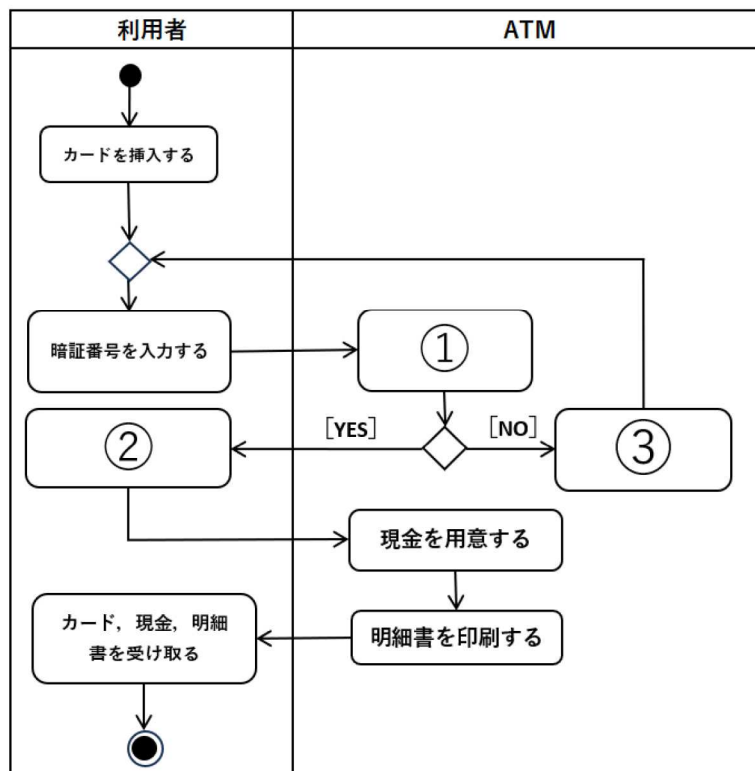 利用者
ATM
カードを挿入する
暗証番号を入力する
①
②
[YES]
[NO]
③
現金を用意する
カード，現金，明細
書を受け取る
明細書を印刷する